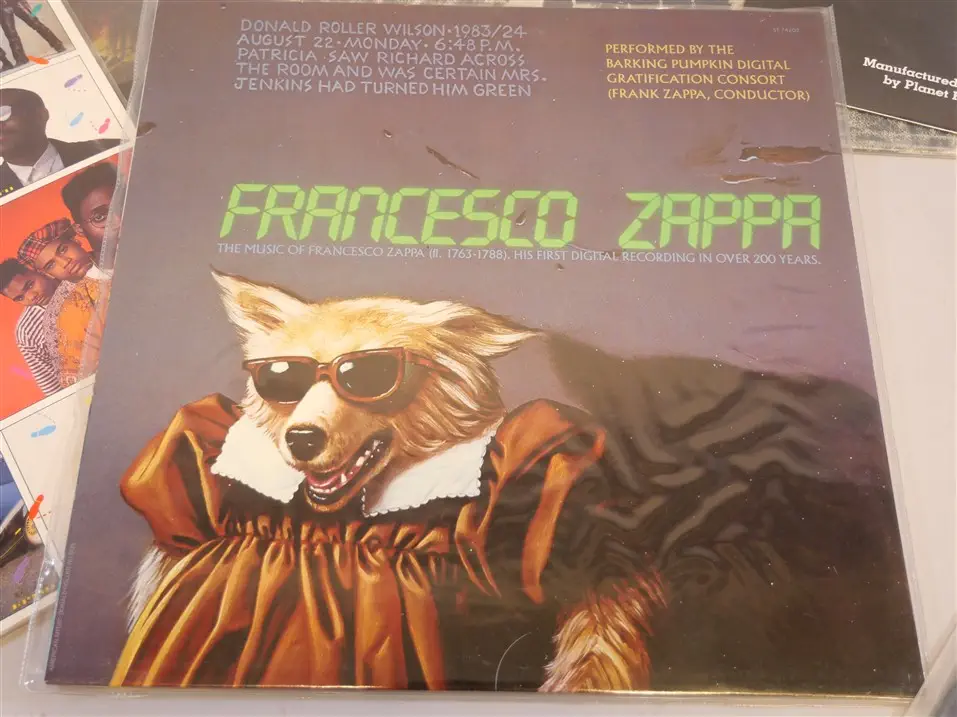 DONALD ROLLER WILSON · 1983/24
AUGUST 22 · MONDAY · 6:48 P.M.
PATRICIA SAW RICHARD ACROSS
THE ROOM AND WAS CERTAIN MRS.
JENKINS HAD TURNED HIM GREEN
PERFORMED BY THE
BARKING PUMPKIN DIGITAL
GRATIFICATION CONSORT
(FRANK ZAPPA, CONDUCTOR)
FRANCESCO ZAPPA
THE MUSIC OF FRANCESCO ZAPPA (fl. 1763-1788). HIS FIRST DIGITAL RECORDING IN OVER 200 YEARS.
Manufactured
by Planet